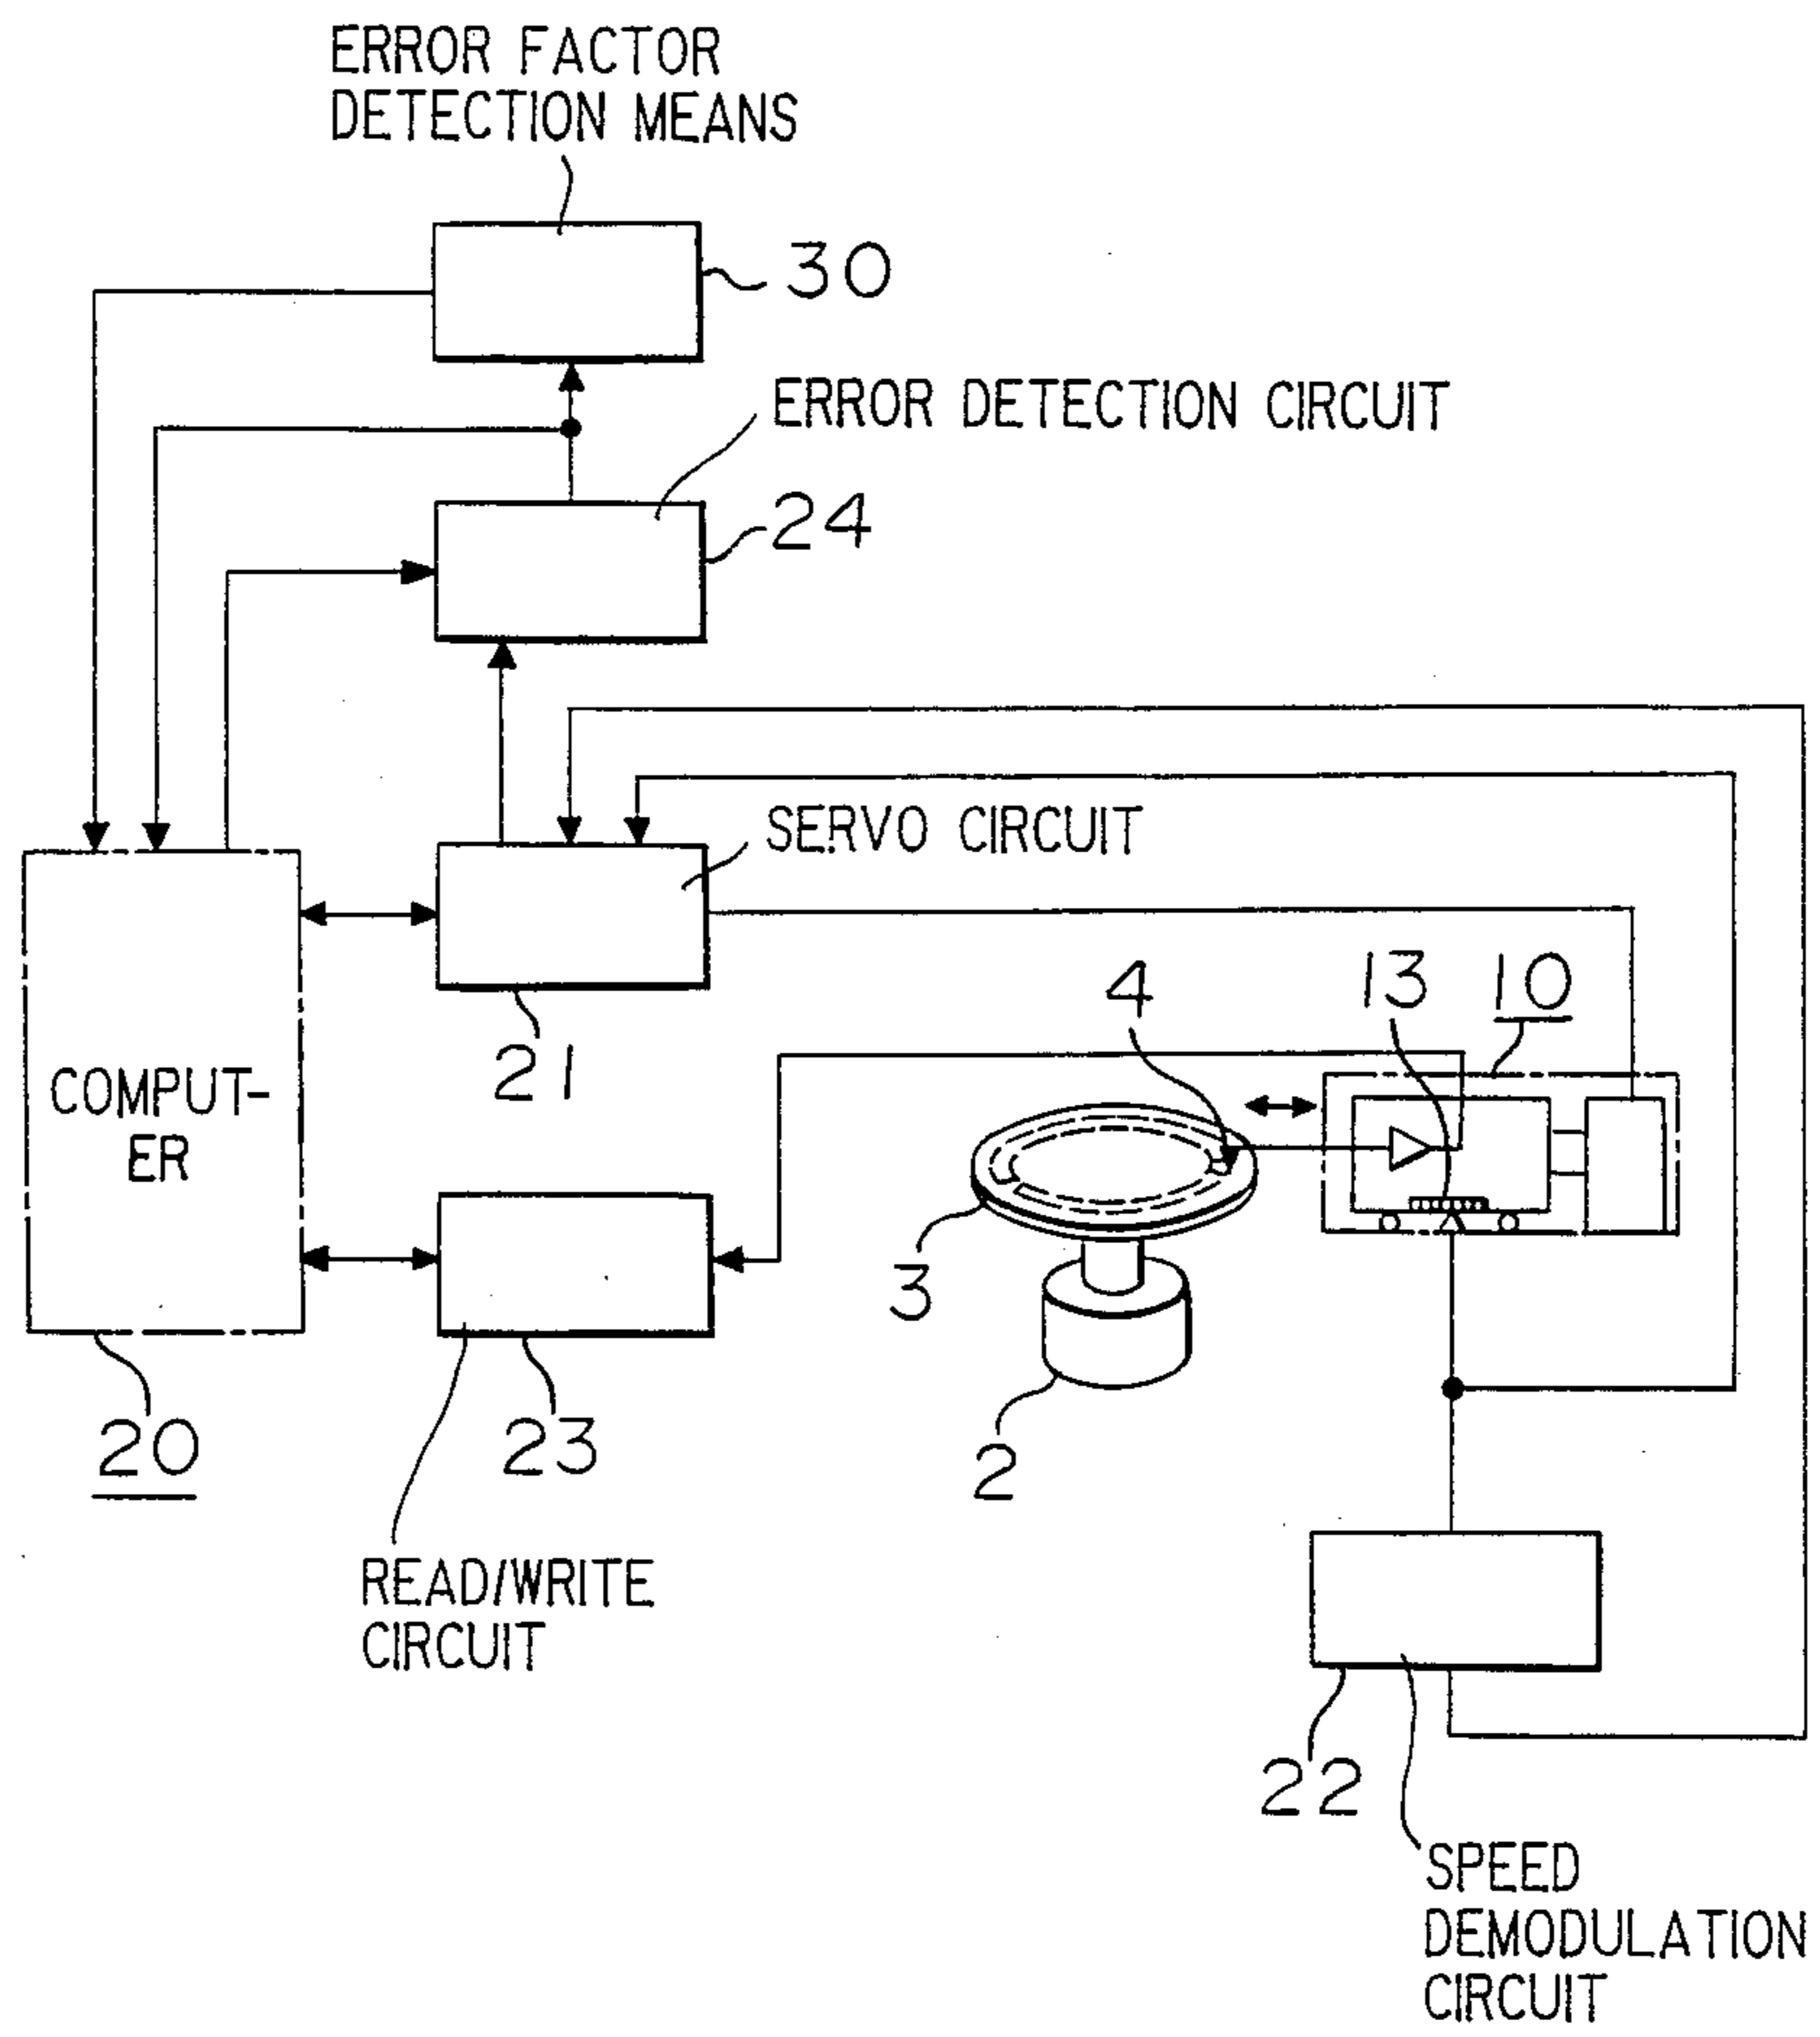 ERROR FACTOR
DETECTION MEANS
30
ERROR DETECTION CIRCUIT
24
SERVO CIRCUIT
21
4
13
10
COMPUT-
ER
3
2
20
23
READ/WRITE
CIRCUIT
22
SPEED
DEMODULATION
CIRCUIT